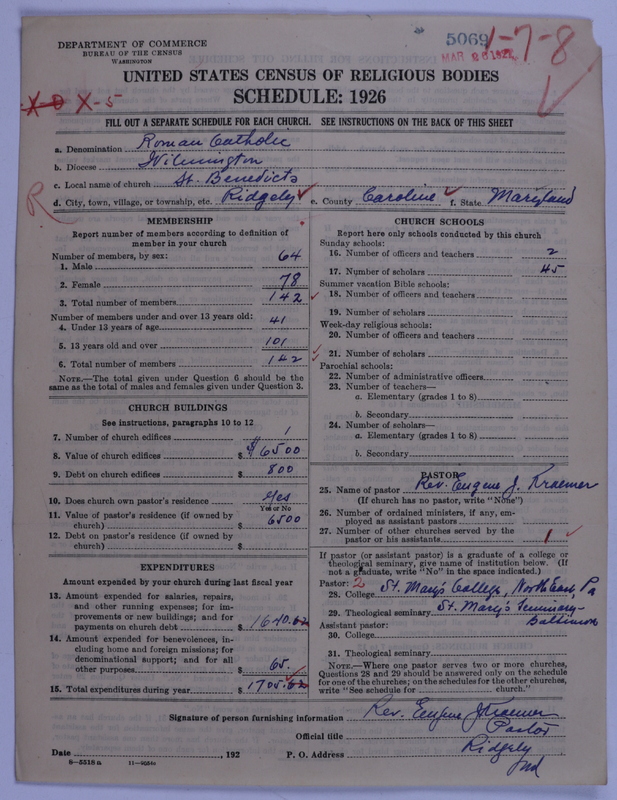 5069
1-7-8
MAR 26 1927
DEPARTMENT OF COMMERCE
BUREAU OF THE CENSUS
WASHINGTON
UNITED STATES CENSUS OF RELIGIOUS BODIES
SCHEDULE: 1926
X-5
FILL OUT A SEPARATE SCHEDULE FOR EACH CHURCH. SEE INSTRUCTIONS ON THE BACK OF THIS SHEET
a. Denomination Roman Catholic
b. Diocese Wilmington
c. Local name of church St. Benedicts
R
d. City, town, village, or township, etc. Ridgely e. County Caroline f. State Maryland
MEMBERSHIP
Report number of members according to definition of
member in your church
Number of members, by sex:
1. Male 64
2. Female 78
3. Total number of members 142
Number of members under and over 13 years old:
4. Under 13 years of age 41
5. 13 years old and over 101
6. Total number of members 142
NOTE.—The total given under Question 6 should be the
same as the total of males and females given under Question 3.
CHURCH BUILDINGS
See instructions, paragraphs 10 to 12
7. Number of church edifices 1
8. Value of church edifices $ 6500
9. Debt on church edifices $ 800
10. Does church own pastor's residence Yes
Yes or No
11. Value of pastor's residence (if owned by
church) $ 6500
12. Debt on pastor's residence (if owned by
church) $
EXPENDITURES
Amount expended by your church during last fiscal year
13. Amount expended for salaries, repairs,
and other running expenses; for im-
provements or new buildings; and for
payments on church debt $ 1640.62
14. Amount expended for benevolences, in-
cluding home and foreign missions; for
denominational support; and for all
other purposes $ 65.
15. Total expenditures during year $ 1705.62
CHURCH SCHOOLS
Report here only schools conducted by this church
Sunday schools:
16. Number of officers and teachers 2
17. Number of scholars 45
Summer vacation Bible schools:
18. Number of officers and teachers
19. Number of scholars
Week-day religious schools:
20. Number of officers and teachers
21. Number of scholars
Parochial schools:
22. Number of administrative officers
23. Number of teachers—
a. Elementary (grades 1 to 8)
b. Secondary
24. Number of scholars—
a. Elementary (grades 1 to 8)
b. Secondary
PASTOR
25. Name of pastor Rev. Eugene J. Kraemer
(If church has no pastor, write "None")
26. Number of ordained ministers, if any, em-
ployed as assistant pastors
27. Number of other churches served by the
pastor or his assistants 1
If pastor (or assistant pastor) is a graduate of a college or
theological seminary, give name of institution below. (If
not a graduate, write "No" in the space indicated.)
Pastor: 2
28. College St. Mary's College, North East, Pa
29. Theological seminary St. Mary's Seminary-
Baltimore
Assistant pastor:
30. College
31. Theological seminary
NOTE.—Where one pastor serves two or more churches,
Questions 28 and 29 should be answered only on the schedule
for one of the churches; on the schedules for the other churches,
write "See schedule for church."
Signature of person furnishing information Rev. Eugene J. Kraemer
Official title Pastor
Date , 192 P. O. Address Ridgely
Md
8—5518 a 11—9564a